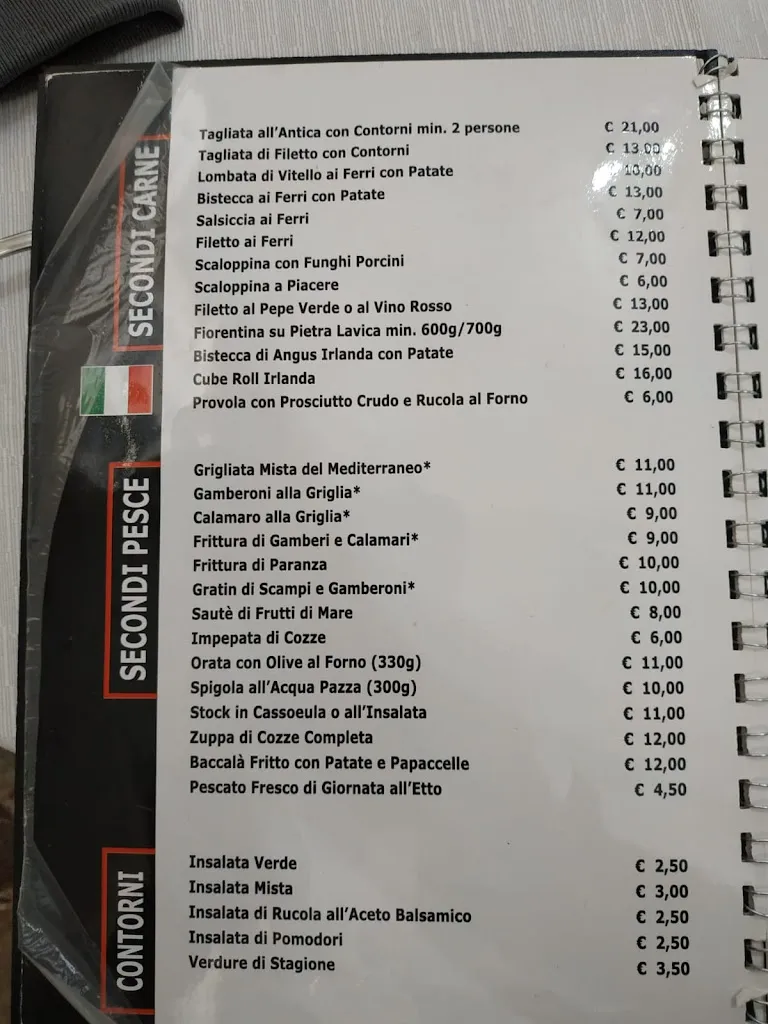 SECONDI CARNE
Tagliata all'Antica con Contorni min. 2 persone € 21,00
Tagliata di Filetto con Contorni € 13,00
Lombata di Vitello ai Ferri con Patate 10,00
Bistecca ai Ferri con Patate € 13,00
Salsiccia ai Ferri € 7,00
Filetto ai Ferri € 12,00
Scaloppina con Funghi Porcini € 7,00
Scaloppina a Piacere € 6,00
Filetto al Pepe Verde o al Vino Rosso € 13,00
Fiorentina su Pietra Lavica min. 600g/700g € 23,00
Bistecca di Angus Irlanda con Patate € 15,00
Cube Roll Irlanda € 16,00
Provola con Prosciutto Crudo e Rucola al Forno € 6,00
SECONDI PESCE
Grigliata Mista del Mediterraneo* € 11,00
Gamberoni alla Griglia* € 11,00
Calamaro alla Griglia* € 9,00
Frittura di Gamberi e Calamari* € 9,00
Frittura di Paranza € 10,00
Gratin di Scampi e Gamberoni* € 10,00
Sautè di Frutti di Mare € 8,00
Impepata di Cozze € 6,00
Orata con Olive al Forno (330g) € 11,00
Spigola all'Acqua Pazza (300g) € 10,00
Stock in Cassoeula o all'Insalata € 11,00
Zuppa di Cozze Completa € 12,00
Baccalà Fritto con Patate e Papaccelle € 12,00
Pescato Fresco di Giornata all'Etto € 4,50
CONTORNI
Insalata Verde € 2,50
Insalata Mista € 3,00
Insalata di Rucola all'Aceto Balsamico € 2,50
Insalata di Pomodori € 2,50
Verdure di Stagione € 3,50